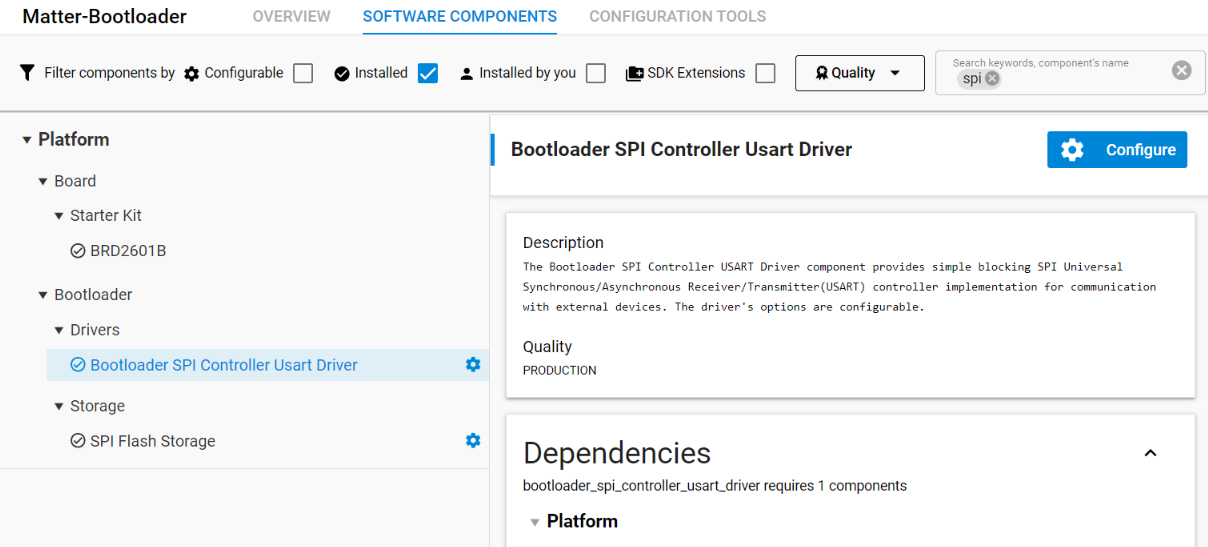 Matter-Bootloader OVERVIEW SOFTWARE COMPONENTS CONFIGURATION TOOLS
Filter components by Configurable Installed Installed by you SDK Extensions Quality
Search keywords, component's name
spi
Platform
Board
Starter Kit
BRD2601B
Bootloader
Drivers
Bootloader SPI Controller Usart Driver
Storage
SPI Flash Storage
Bootloader SPI Controller Usart Driver Configure
Description
The Bootloader SPI Controller USART Driver component provides simple blocking SPI Universal
Synchronous/Asynchronous Receiver/Transmitter(USART) controller implementation for communication
with external devices. The driver's options are configurable.
Quality
PRODUCTION
Dependencies
bootloader_spi_controller_usart_driver requires 1 components
Platform